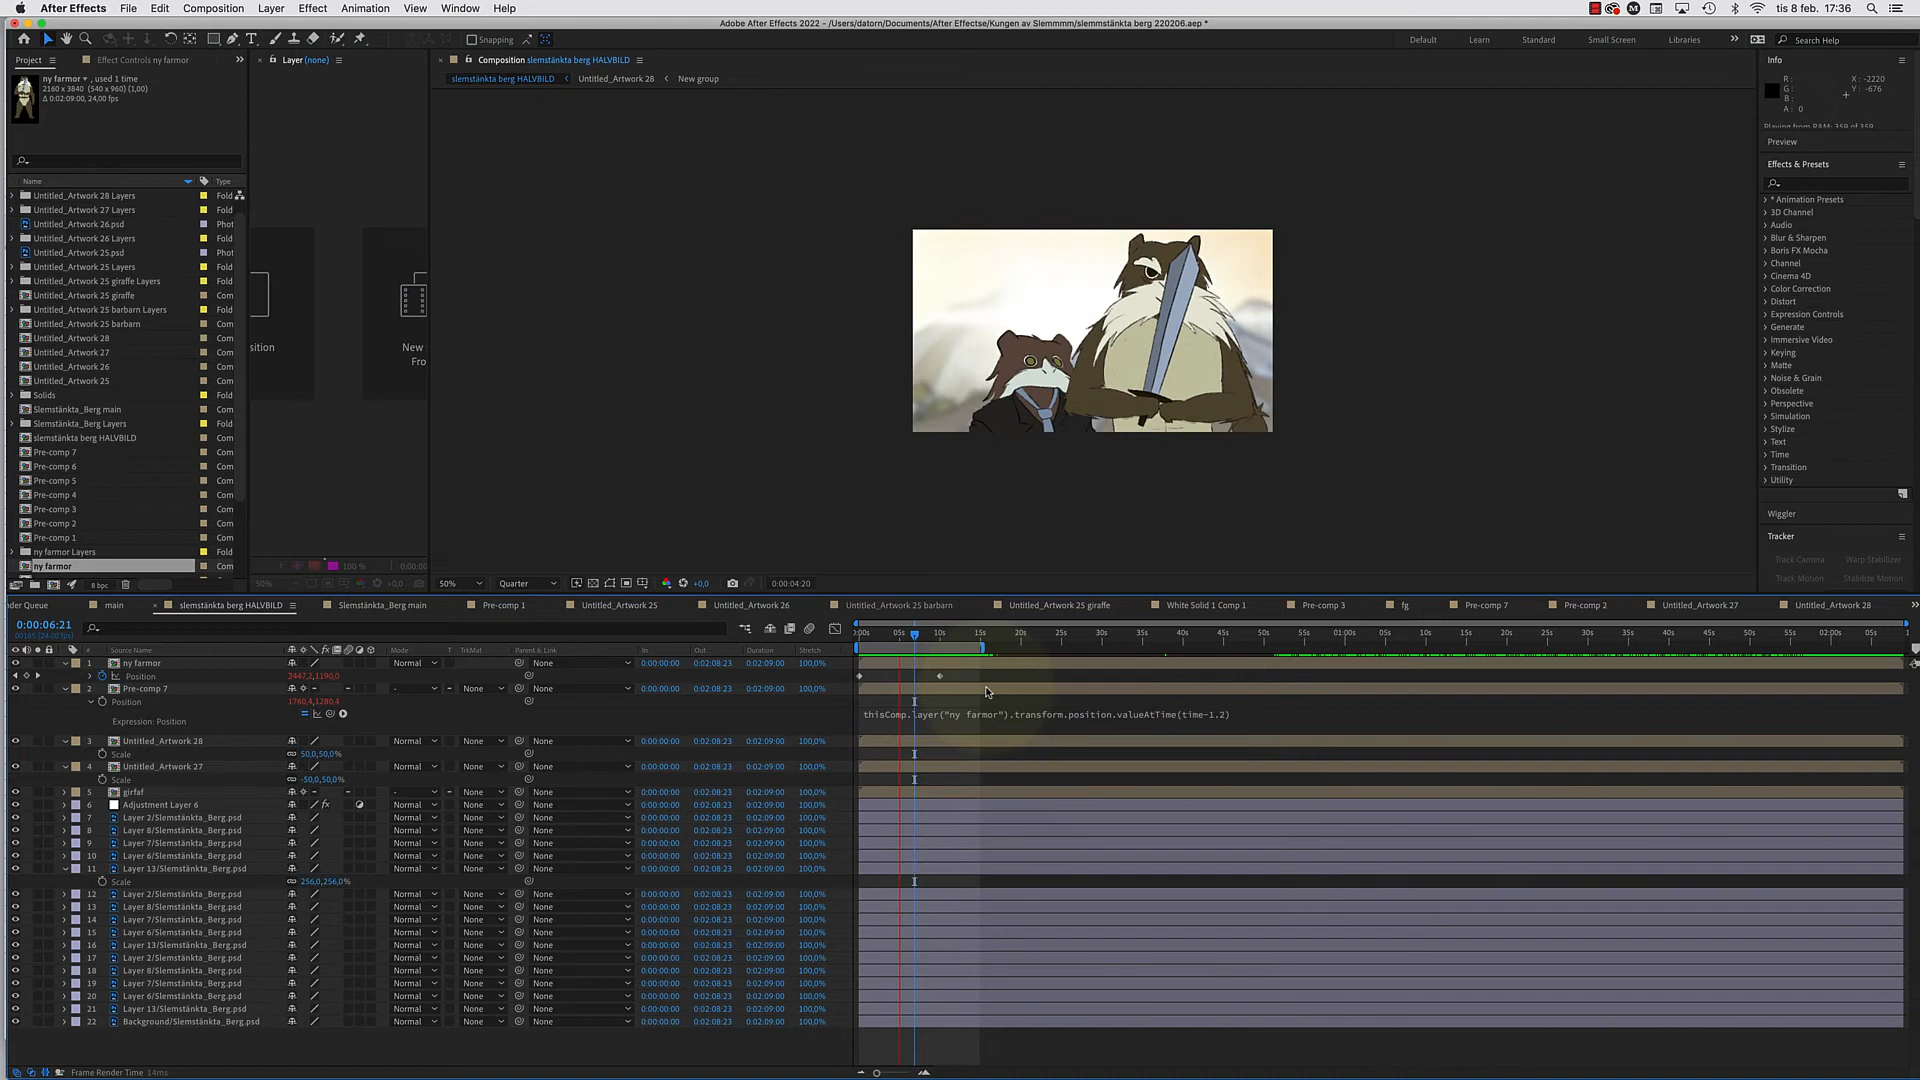 After Effects File Edit Composition Layer Effect Animation View Window Help tis 8 feb. 17:36
Adobe After Effects 2022 – /Users/datorn/Documents/After Effectse/Kungen av Slemmmm/slemmstänkta berg 220206.aep *
Snapping Default Learn Standard Small Screen Libraries Search Help
Project Effect Controls ny farmor Layer (none) Composition slemstänkta berg HALVBILD Info
ny farmor , used 1 time slemstänkta berg HALVBILD Untitled_Artwork 28 New group
2160 x 3840 (540 x 960) (1,00)
Δ 0:02:09:00, 24,00 fps
R : X : -2220
G : Y : -676
B :
A : 0
Playing from RAM: 359 of 359
Preview
Effects & Presets
Name Type
Untitled_Artwork 28 Layers Fold
Untitled_Artwork 27 Layers Fold
Untitled_Artwork 26.psd Phot
Untitled_Artwork 26 Layers Fold
Untitled_Artwork 25.psd Phot
Untitled_Artwork 25 Layers Fold
Untitled_Artwork 25 giraffe Layers Fold
Untitled_Artwork 25 giraffe Com
Untitled_Artwork 25 barbarn Layers Fold
Untitled_Artwork 25 barbarn Com
Untitled_Artwork 28 Com
Untitled_Artwork 27 Com
Untitled_Artwork 26 Com
Untitled_Artwork 25 Com
Solids Fold
Slemstänkta_Berg main Com
Slemstänkta_Berg Layers Fold
slemstänkta berg HALVBILD Com
Pre-comp 7 Com
Pre-comp 6 Com
Pre-comp 5 Com
Pre-comp 4 Com
Pre-comp 3 Com
Pre-comp 2 Com
Pre-comp 1 Com
ny farmor Layers Fold
ny farmor Com
8 bpc
sition New
Fro
* Animation Presets
3D Channel
Audio
Blur & Sharpen
Boris FX Mocha
Channel
Cinema 4D
Color Correction
Distort
Expression Controls
Generate
Immersive Video
Keying
Matte
Noise & Grain
Obsolete
Perspective
Simulation
Stylize
Text
Time
Transition
Utility
Wiggler
Tracker
Track Camera Warp Stabilizer
Track Motion Stabilize Motion
50% 100 % 0:00:0 50% Quarter +0,0 0:00:04:20
+0,0
der Queue main slemstänkta berg HALVBILD Slemstänkta_Berg main Pre-comp 1 Untitled_Artwork 25 Untitled_Artwork 26 Untitled_Artwork 25 barbarn Untitled_Artwork 25 giraffe White Solid 1 Comp 1 Pre-comp 3 fg Pre-comp 7 Pre-comp 2 Untitled_Artwork 27 Untitled_Artwork 28
0:00:06:21
00165 (24.00 fps)
0:00s 05s 10s 15s 20s 25s 30s 35s 40s 45s 50s 55s 01:00s 05s 10s 15s 20s 25s 30s 35s 40s 45s 50s 55s 02:00s 05s
# Source Name Mode T TrkMat Parent & Link In Out Duration Stretch
1 ny farmor Normal None None 0:00:00:00 0:02:08:23 0:02:09:00 100,0%
Position 2447,2,1190,0
2 Pre-comp 7 - None 0:00:00:00 0:02:08:23 0:02:09:00 100,0%
Position 1760,4,1280,4
Expression: Position thisComp.layer("ny farmor").transform.position.valueAtTime(time-1.2)
3 Untitled_Artwork 28 Normal None None 0:00:00:00 0:02:08:23 0:02:09:00 100,0%
Scale 50,0,50,0%
4 Untitled_Artwork 27 Normal None None 0:00:00:00 0:02:08:23 0:02:09:00 100,0%
Scale -50,0,50,0%
5 girfaf - None 0:00:00:00 0:02:08:23 0:02:09:00 100,0%
6 Adjustment Layer 6 Normal None None 0:00:00:00 0:02:08:23 0:02:09:00 100,0%
7 Layer 2/Slemstänkta_Berg.psd Normal None None 0:00:00:00 0:02:08:23 0:02:09:00 100,0%
8 Layer 8/Slemstänkta_Berg.psd Normal None None 0:00:00:00 0:02:08:23 0:02:09:00 100,0%
9 Layer 7/Slemstänkta_Berg.psd Normal None None 0:00:00:00 0:02:08:23 0:02:09:00 100,0%
10 Layer 6/Slemstänkta_Berg.psd Normal None None 0:00:00:00 0:02:08:23 0:02:09:00 100,0%
11 Layer 13/Slemstänkta_Berg.psd Normal None None 0:00:00:00 0:02:08:23 0:02:09:00 100,0%
Scale 256,0,256,0%
12 Layer 2/Slemstänkta_Berg.psd Normal None None 0:00:00:00 0:02:08:23 0:02:09:00 100,0%
13 Layer 8/Slemstänkta_Berg.psd Normal None None 0:00:00:00 0:02:08:23 0:02:09:00 100,0%
14 Layer 7/Slemstänkta_Berg.psd Normal None None 0:00:00:00 0:02:08:23 0:02:09:00 100,0%
15 Layer 6/Slemstänkta_Berg.psd Normal None None 0:00:00:00 0:02:08:23 0:02:09:00 100,0%
16 Layer 13/Slemstänkta_Berg.psd Normal None None 0:00:00:00 0:02:08:23 0:02:09:00 100,0%
17 Layer 2/Slemstänkta_Berg.psd Normal None None 0:00:00:00 0:02:08:23 0:02:09:00 100,0%
18 Layer 8/Slemstänkta_Berg.psd Normal None None 0:00:00:00 0:02:08:23 0:02:09:00 100,0%
19 Layer 7/Slemstänkta_Berg.psd Normal None None 0:00:00:00 0:02:08:23 0:02:09:00 100,0%
20 Layer 6/Slemstänkta_Berg.psd Normal None None 0:00:00:00 0:02:08:23 0:02:09:00 100,0%
21 Layer 13/Slemstänkta_Berg.psd Normal None None 0:00:00:00 0:02:08:23 0:02:09:00 100,0%
22 Background/Slemstänkta_Berg.psd Normal None None 0:00:00:00 0:02:08:23 0:02:09:00 100,0%
Frame Render Time 14ms